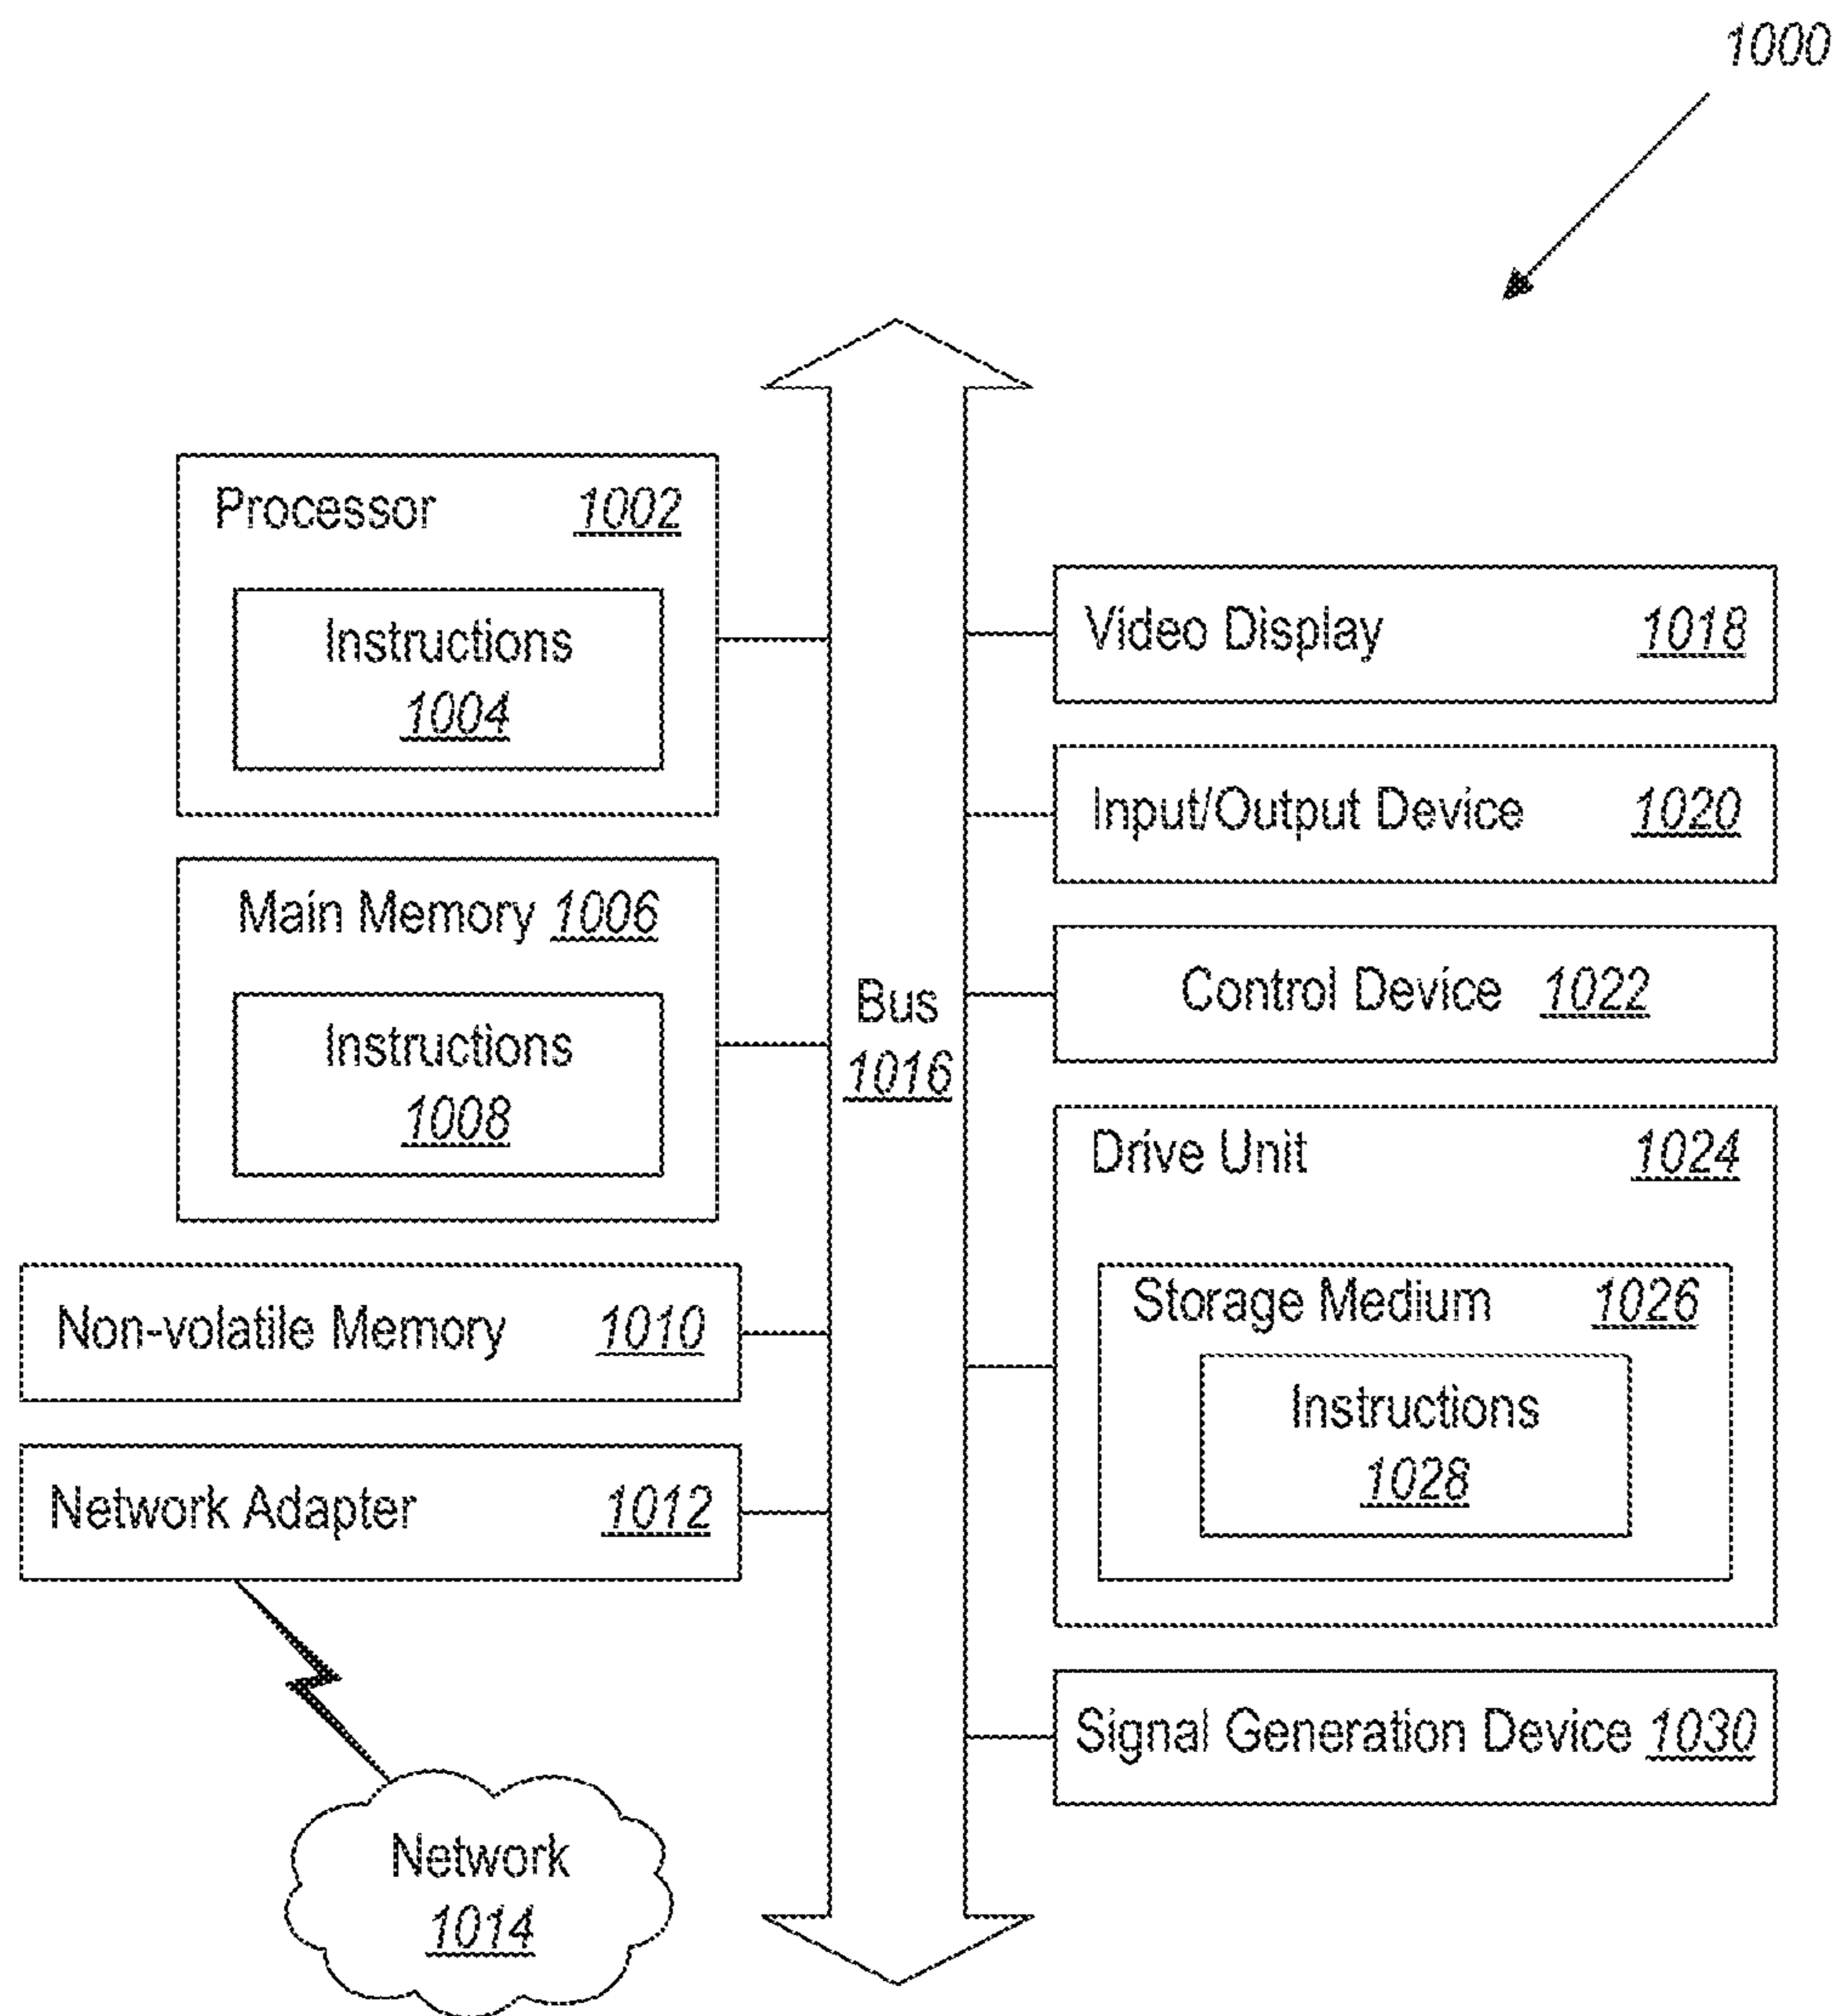 1000
Processor 1002
Instructions
1004
Main Memory 1006
Instructions
1008
Non-volatile Memory 1010
Network Adapter 1012
Network
1014
Bus
1016
Video Display 1018
Input/Output Device 1020
Control Device 1022
Drive Unit 1024
Storage Medium 1026
Instructions
1028
Signal Generation Device 1030